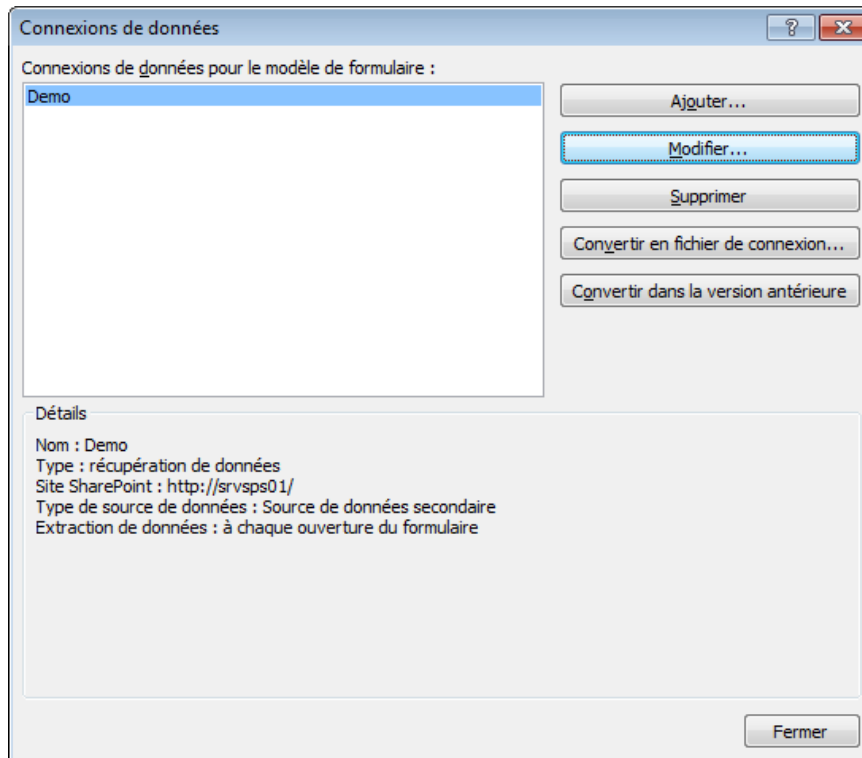 Connexions de données
Connexions de données pour le modèle de formulaire :
Demo
Ajouter...
Modifier...
Supprimer
Convertir en fichier de connexion...
Convertir dans la version antérieure
Détails
Nom : Demo
Type : récupération de données
Site SharePoint : http://srvsps01/
Type de source de données : Source de données secondaire
Extraction de données : à chaque ouverture du formulaire
Fermer